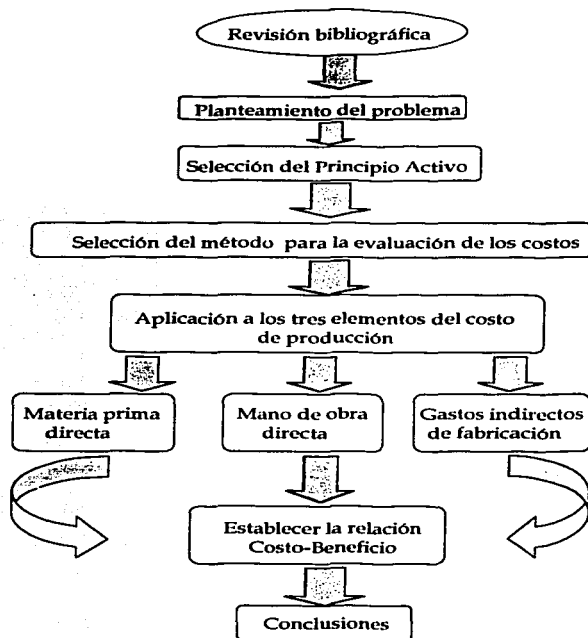 Revisión bibliográfica
Planteamiento del problema
Selección del Principio Activo
Selección del método para la evaluación de los costos
Aplicación a los tres elementos del costo
de producción
Materia prima
directa
Mano de obra
directa
Gastos indirectos
de fabricación
Establecer la relación
Costo-Beneficio
Conclusiones